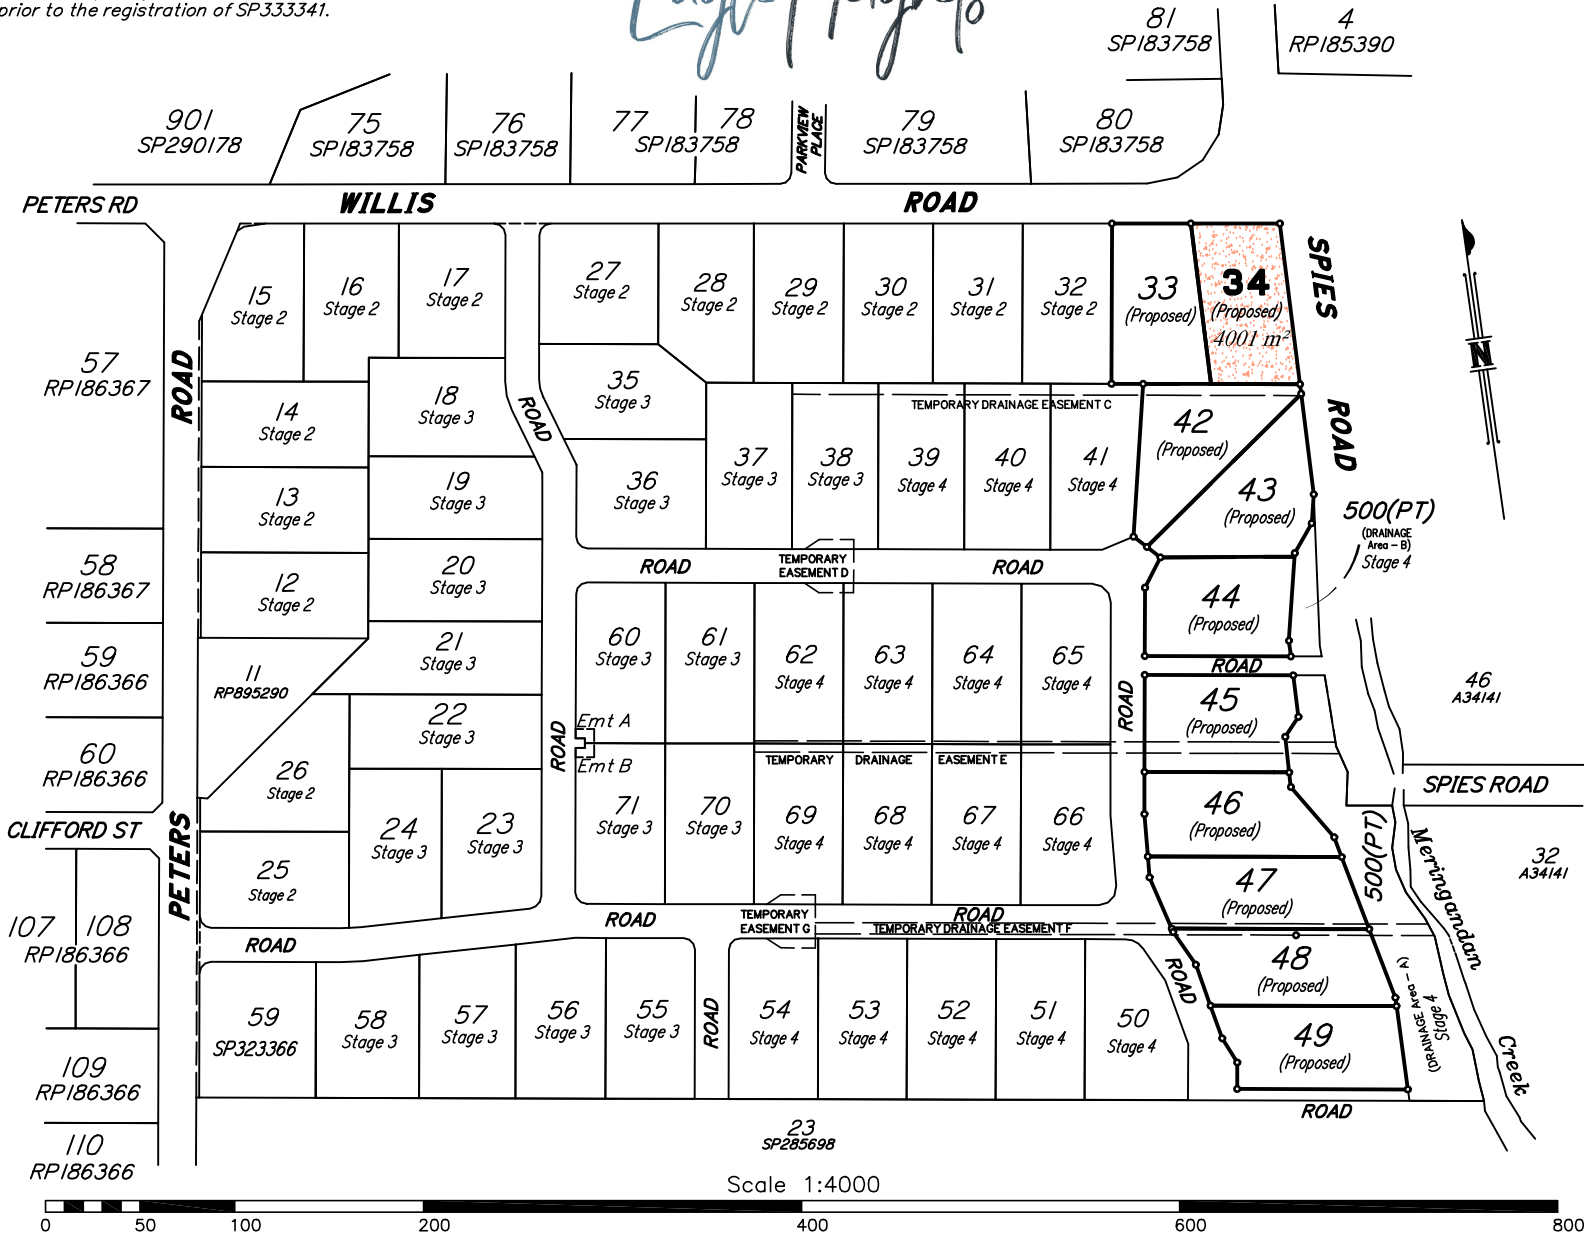 prior to the registration of SP333341.
81
SP183758
4
RP185390
901
SP290178
75
SP183758
76
SP183758
77
78
SP183758
PARKVIEW
PLACE
79
SP183758
80
SP183758
PETERS RD
WILLIS
ROAD
SPIES
ROAD
15
Stage 2
16
Stage 2
17
Stage 2
27
Stage 2
28
Stage 2
29
Stage 2
30
Stage 2
31
Stage 2
32
Stage 2
33
(Proposed)
34
(Proposed)
4001 m²
N
57
RP186367
ROAD
14
Stage 2
18
Stage 3
ROAD
35
Stage 3
TEMPORARY DRAINAGE EASEMENT C
42
(Proposed)
13
Stage 2
19
Stage 3
36
Stage 3
37
Stage 3
38
Stage 3
39
Stage 4
40
Stage 4
41
Stage 4
43
(Proposed)
500(PT)
(DRAINAGE
Area - B)
Stage 4
58
RP186367
12
Stage 2
20
Stage 3
ROAD
TEMPORARY
EASEMENT D
ROAD
44
(Proposed)
59
RP186366
11
RP895290
21
Stage 3
60
Stage 3
61
Stage 3
62
Stage 4
63
Stage 4
64
Stage 4
65
Stage 4
ROAD
ROAD
46
A34141
45
(Proposed)
22
Stage 3
ROAD
Emt A
Emt B
TEMPORARY DRAINAGE EASEMENT E
60
RP186366
26
Stage 2
SPIES ROAD
CLIFFORD ST
PETERS
24
Stage 3
23
Stage 3
71
Stage 3
70
Stage 3
69
Stage 4
68
Stage 4
67
Stage 4
66
Stage 4
46
(Proposed)
500(PT)
Meringandan
32
A34141
25
Stage 2
47
(Proposed)
107
108
RP186366
ROAD
ROAD
TEMPORARY
EASEMENT G
ROAD
TEMPORARY DRAINAGE EASEMENT F
ROAD
48
(Proposed)
(DRAINAGE Area - A)
Stage 4
59
SP323366
58
Stage 3
57
Stage 3
56
Stage 3
55
Stage 3
ROAD
54
Stage 4
53
Stage 4
52
Stage 4
51
Stage 4
50
Stage 4
49
(Proposed)
Creek
109
RP186366
ROAD
110
RP186366
23
SP285698
Scale 1:4000
0 50 100 200 400 600 800